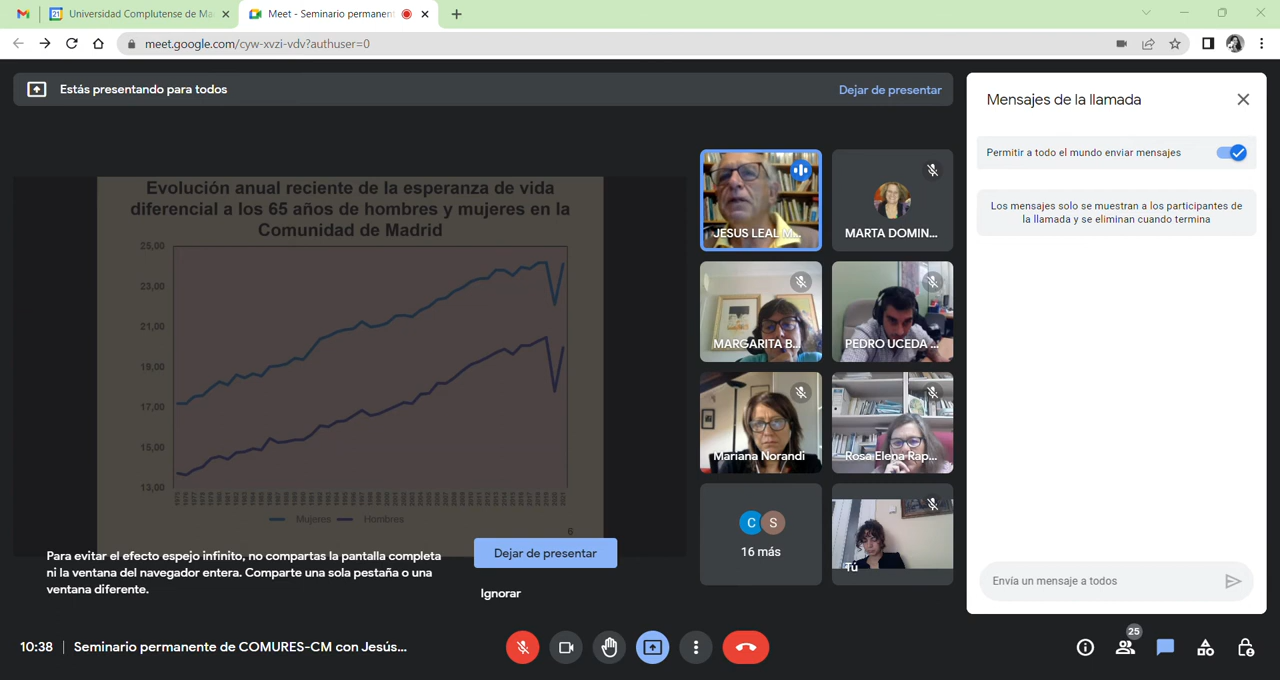 Universidad Complutense de Ma
Meet - Seminario permanen
meet.google.com/cyw-xvzi-vdv?authuser=0
Estás presentando para todos
Dejar de presentar
Evolución anual reciente de la esperanza de vida
diferencial a los 65 años de hombres y mujeres en la
Comunidad de Madrid
25,00
23,00
21,00
19,00
17,00
15,00
13,00
Mujeres
Hombres
6
Para evitar el efecto espejo infinito, no compartas la pantalla completa
ni la ventana del navegador entera. Comparte una sola pestaña o una
ventana diferente.
Dejar de presentar
Ignorar
JESUS LEAL M...
MARTA DOMIN...
MARGARITA B...
PEDRO UCEDA ...
Mariana Norandi
Rosa Elena Rap...
C S
16 más
Tú
Mensajes de la llamada
Permitir a todo el mundo enviar mensajes
Los mensajes solo se muestran a los participantes de
la llamada y se eliminan cuando termina
Envía un mensaje a todos
10:38 | Seminario permanente de COMURES-CM con Jesús...
25